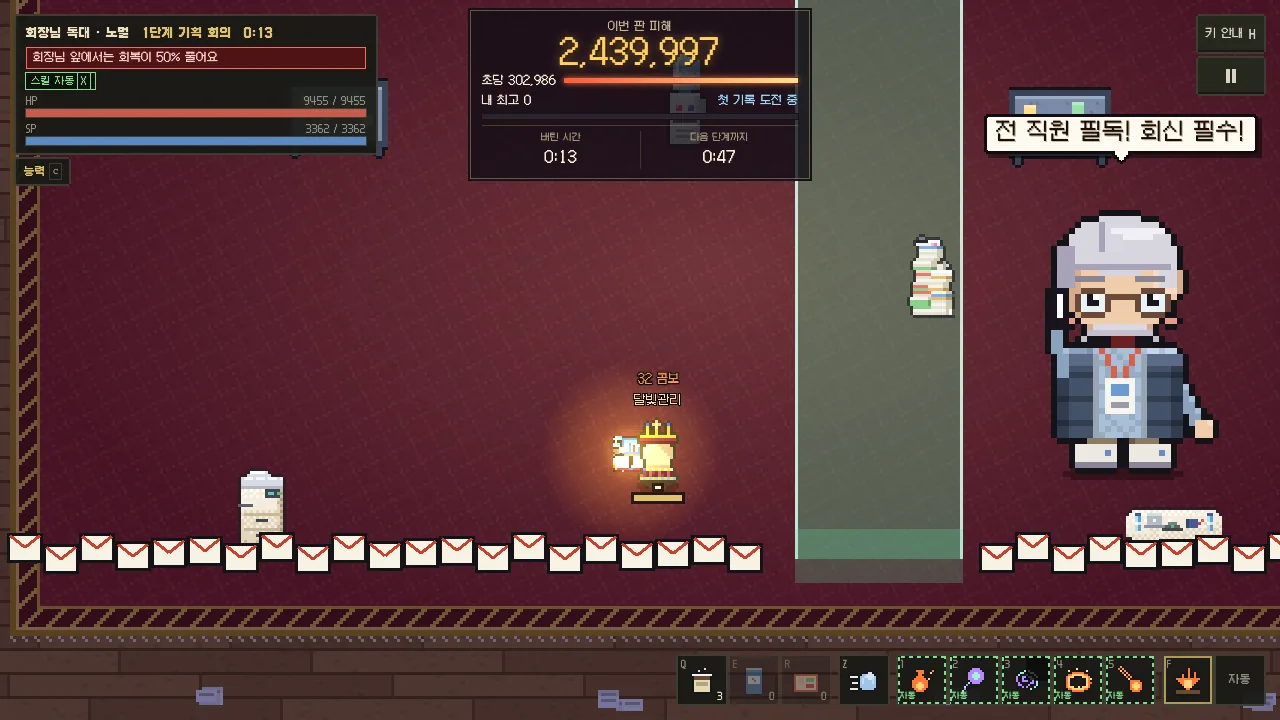 회장님 독대 · 노멀 1단계 기획 회의 0:13
회장님 앞에서는 회복이 50% 줄어요
스킬 자동 X
HP 9455 / 9455
SP 3362 / 3362
능력 C
이번 판 피해
2,439,997
초당 302,986
내 최고 0 첫 기록 도전 중
버틴 시간 다음 단계까지
0:13 0:47
키 안내 H
전 직원 필독! 회신 필수!
32 콤보
달빛관리
Q 3
E 0
R 0
Z
1 자동
2 자동
3 자동
4 자동
5 자동
F
자동